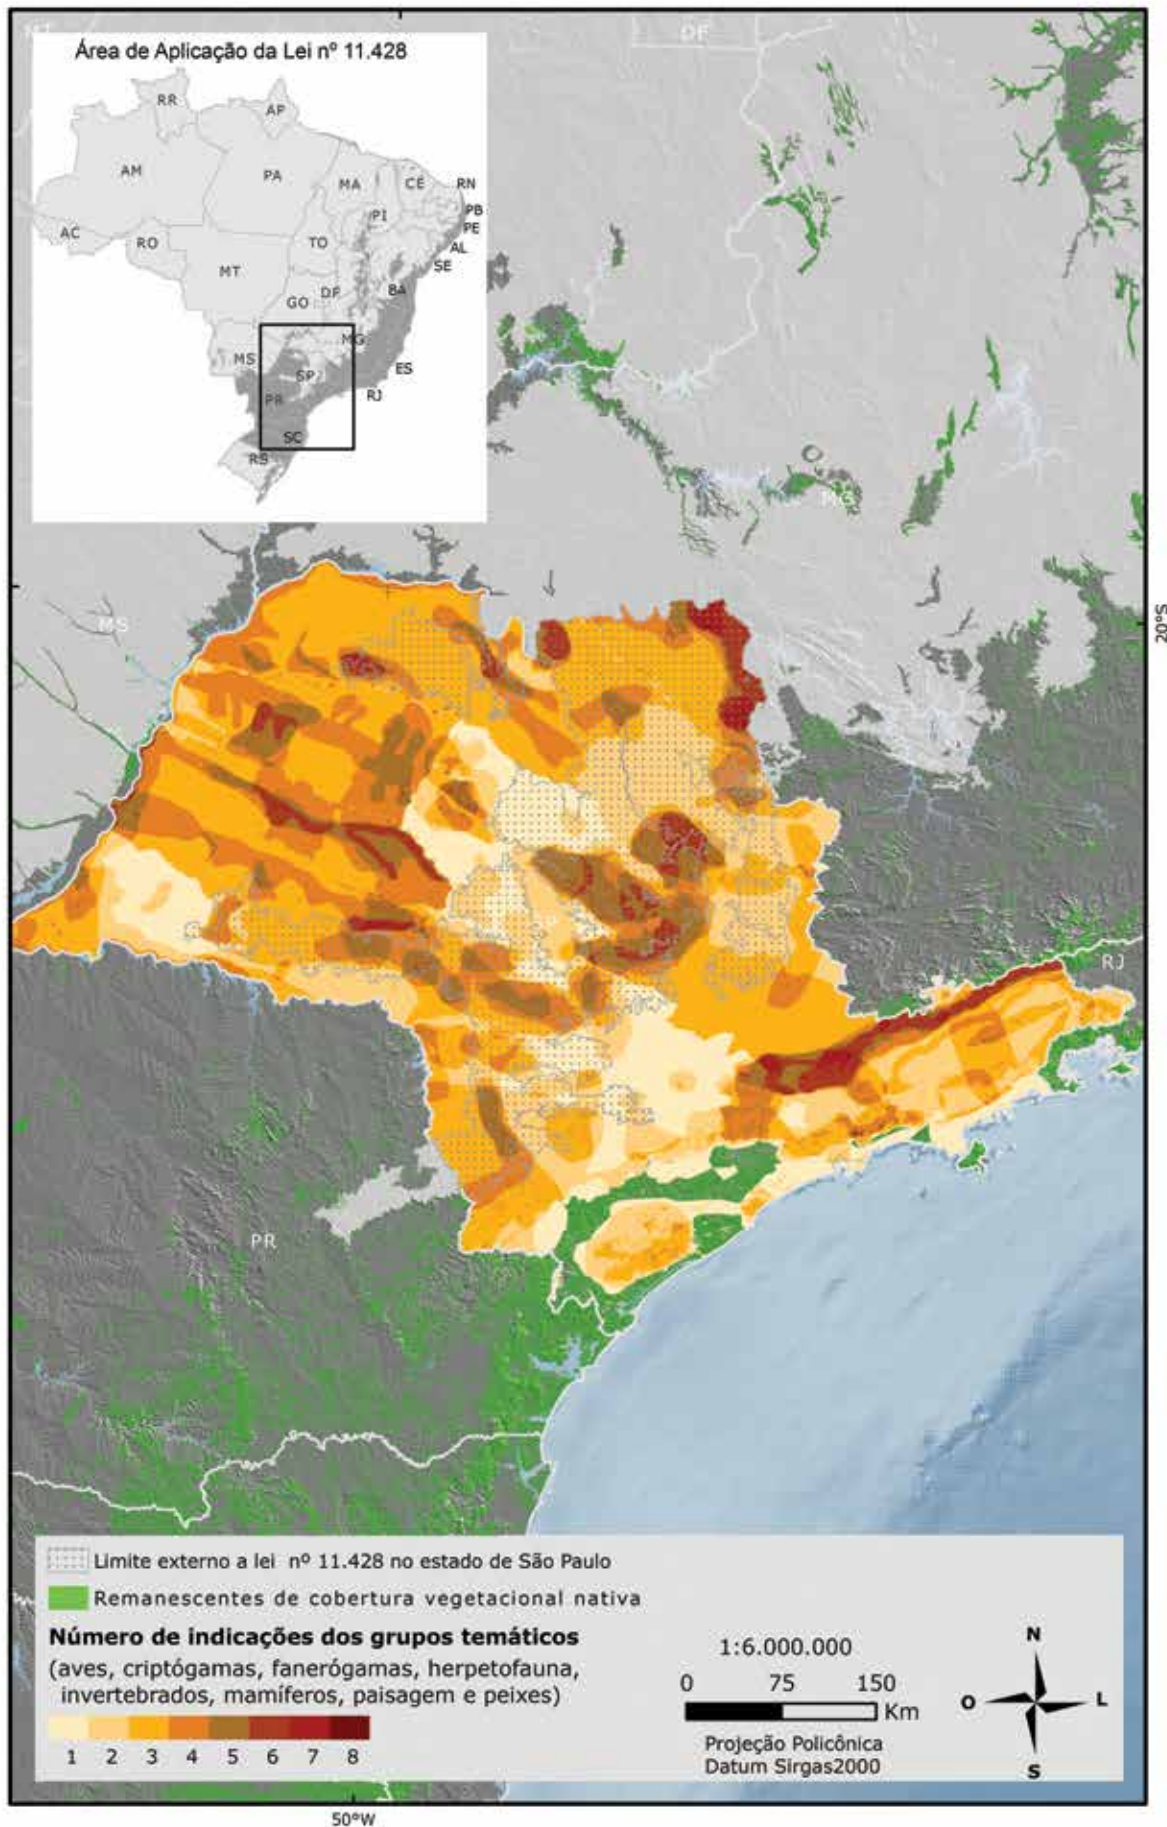 Área de Aplicação da Lei nº 11.428
RR
AP
AM
PA
MA
CE
RN
PB
PE
PI
AC
RO
TO
AL
SE
MT
BA
DF
GO
MG
MS
ES
SP
RJ
PR
SC
RS
DF
MG
MS
20°S
RJ
PR
Limite externo a lei nº 11.428 no estado de São Paulo
Remanescentes de cobertura vegetacional nativa
Número de indicações dos grupos temáticos
(aves, criptógamas, fanerógamas, herpetofauna,
invertebrados, mamíferos, paisagem e peixes)
1 2 3 4 5 6 7 8
1:6.000.000
0 75 150
Km
Projeção Policônica
Datum Sirgas2000
N
O
L
S
50°W